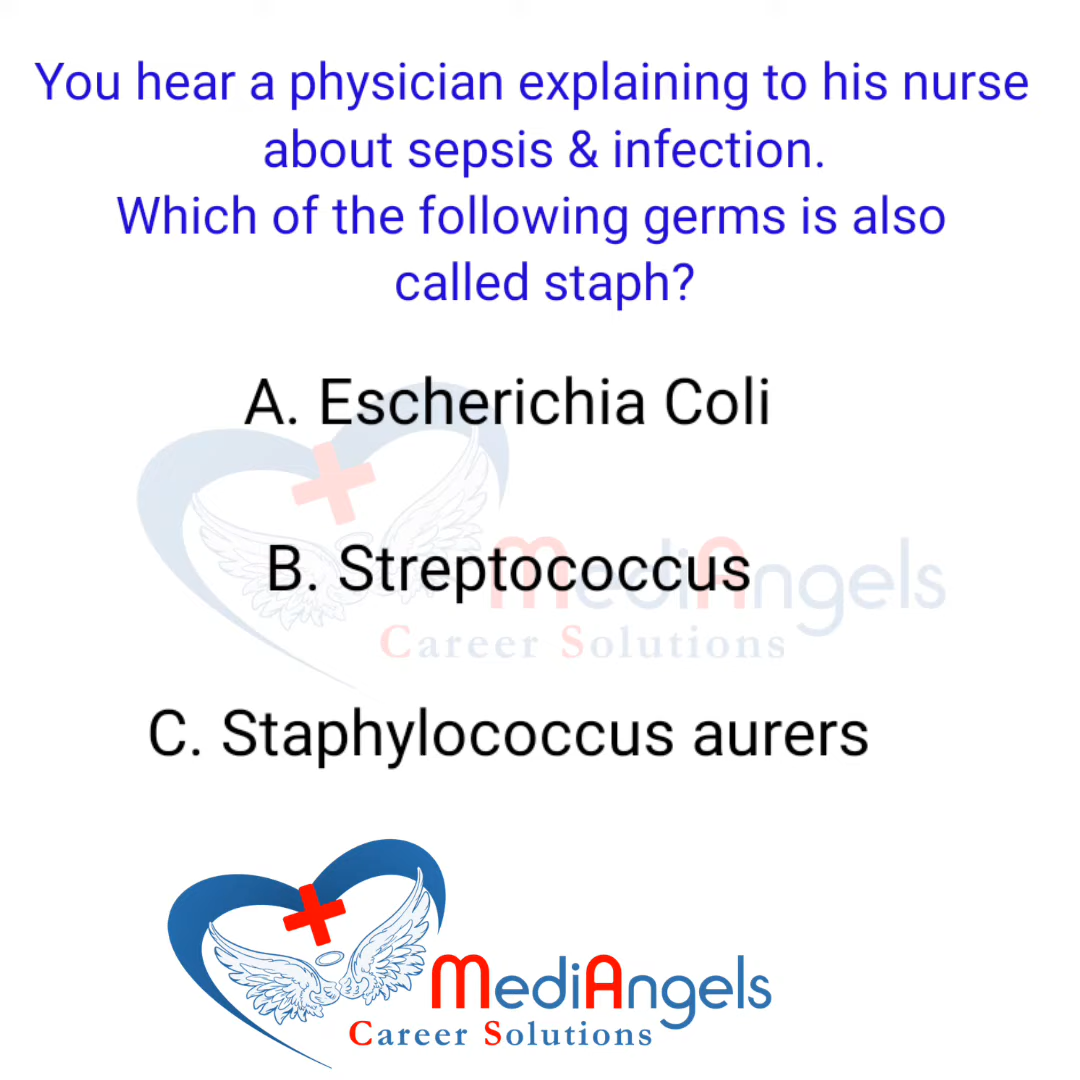 You hear a physician explaining to his nurse
about sepsis & infection.
Which of the following germs is also
called staph?
A. Escherichia Coli
B. Streptococcus
MediAngels
Career Solutions
C. Staphylococcus aurers
MediAngels
Career Solutions